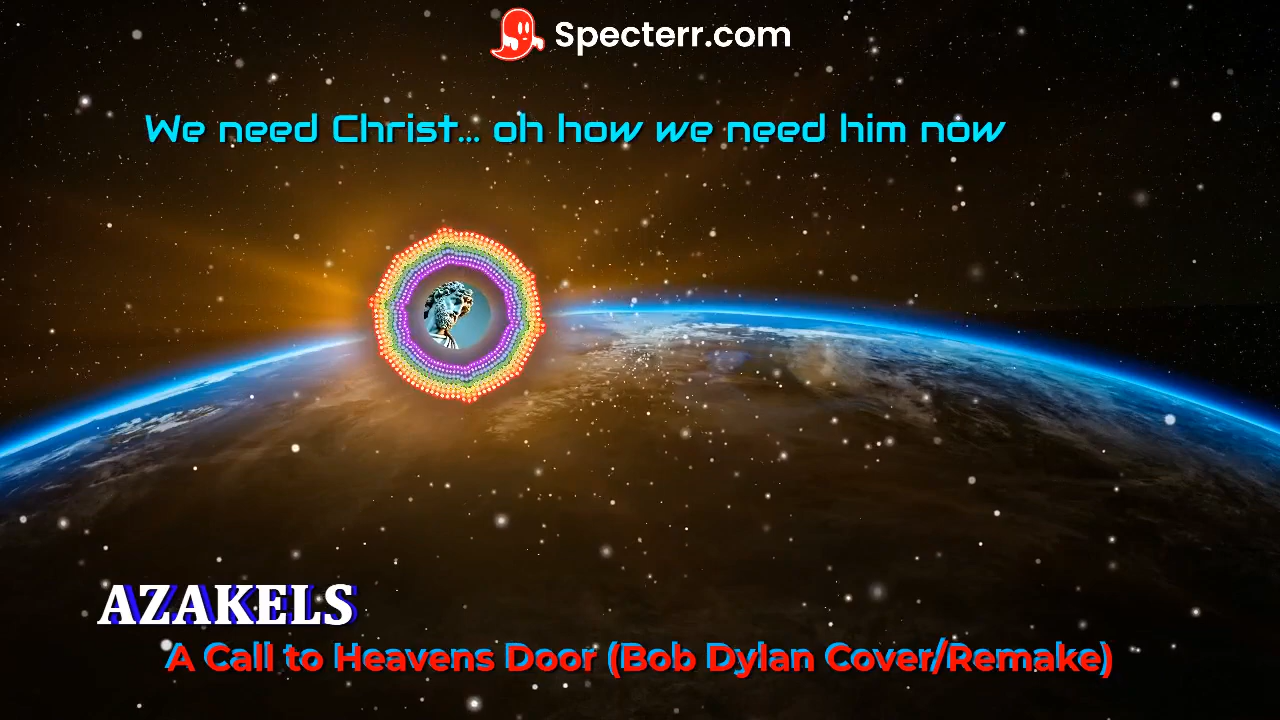 Specterr.com
We need Christ... oh how we need him now
AZAKELS
A Call to Heavens Door (Bob Dylan Cover/Remake)